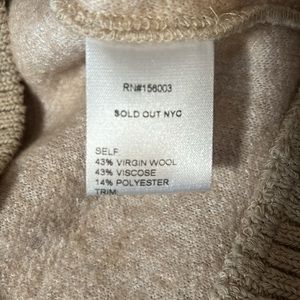 RN#156003
SOLD OUT NYC
SELF
43% VIRGIN WOOL
43% VISCOSE
14% POLYESTER
TRIM